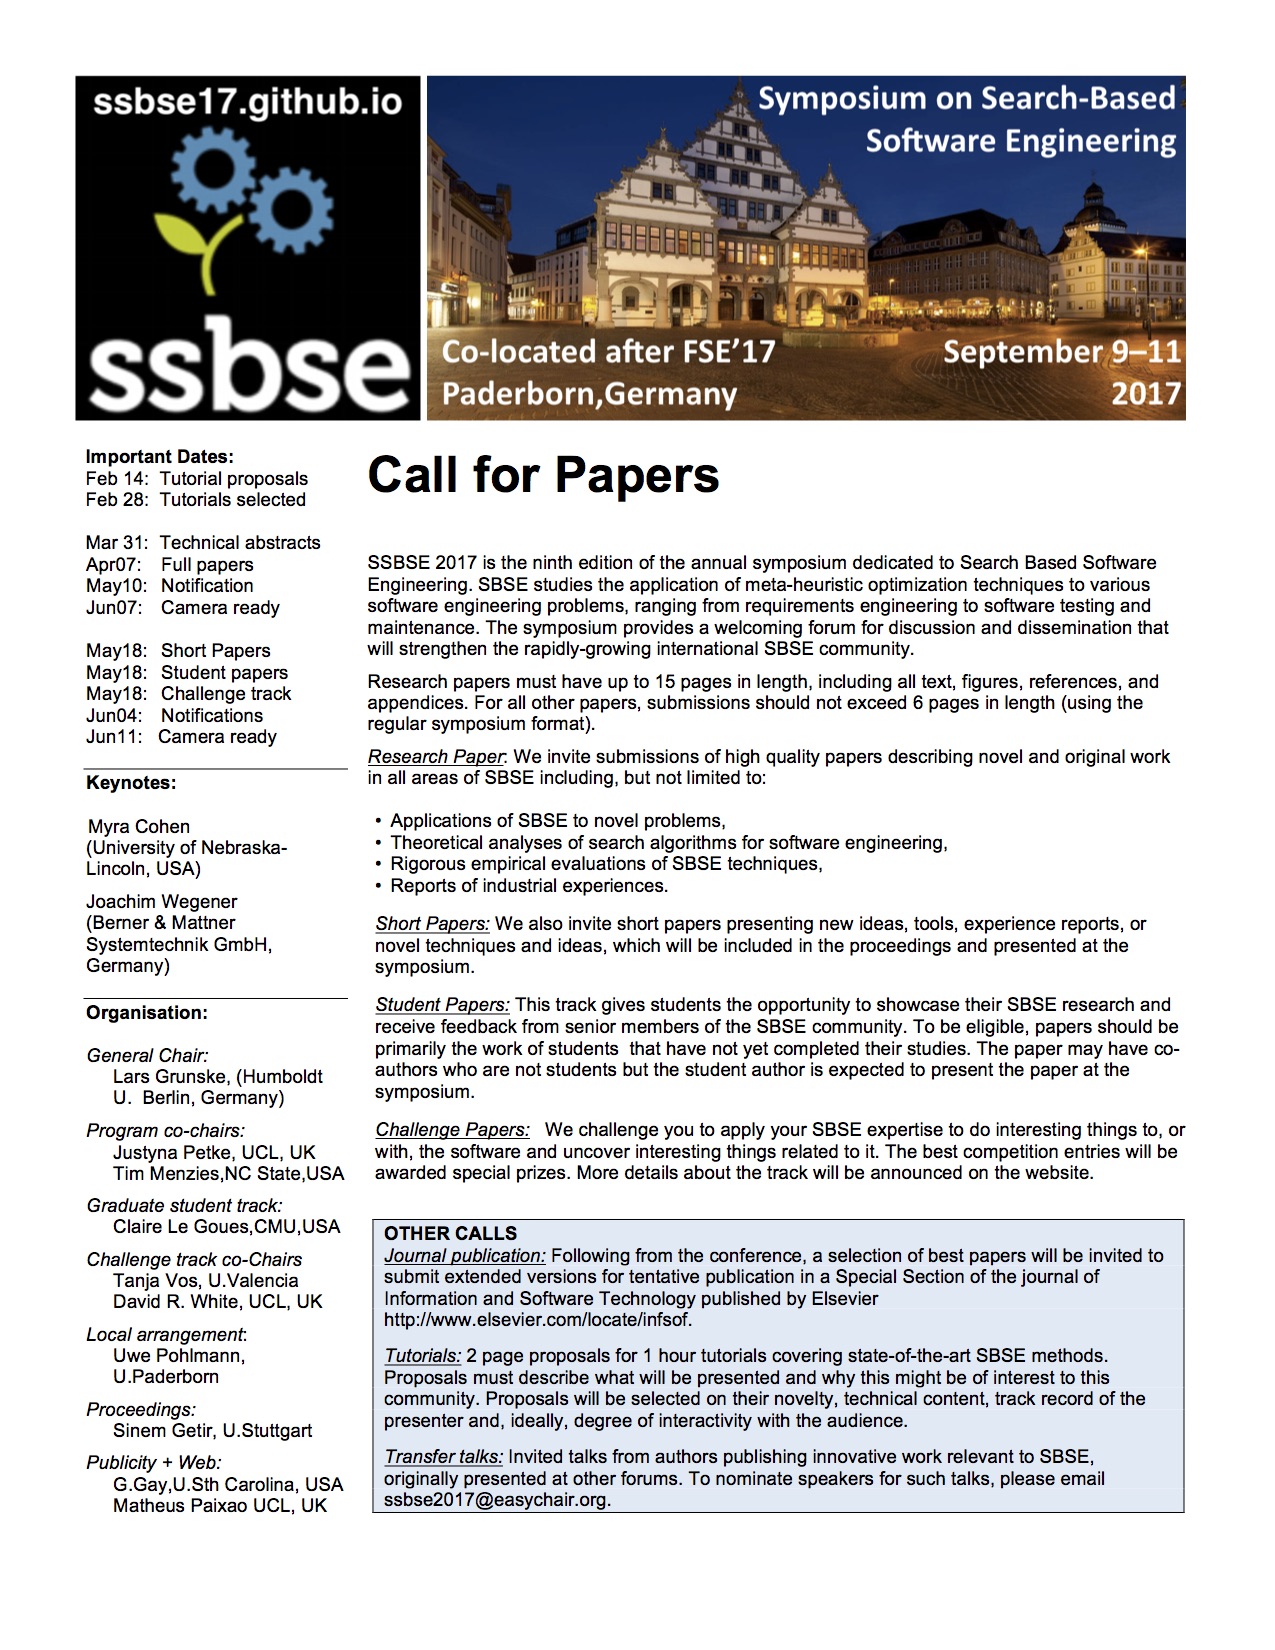 ssbse17.github.io
ssbse
Symposium on Search-Based
Software Engineering
Co-located after FSE'17
Paderborn,Germany
September 9–11
2017
Important Dates:
Feb 14: Tutorial proposals
Feb 28: Tutorials selected
Mar 31: Technical abstracts
Apr07: Full papers
May10: Notification
Jun07: Camera ready
May18: Short Papers
May18: Student papers
May18: Challenge track
Jun04: Notifications
Jun11: Camera ready
Keynotes:
Myra Cohen
(University of Nebraska-
Lincoln, USA)
Joachim Wegener
(Berner & Mattner
Systemtechnik GmbH,
Germany)
Organisation:
General Chair:
Lars Grunske, (Humboldt
U. Berlin, Germany)
Program co-chairs:
Justyna Petke, UCL, UK
Tim Menzies,NC State,USA
Graduate student track:
Claire Le Goues,CMU,USA
Challenge track co-Chairs
Tanja Vos, U.Valencia
David R. White, UCL, UK
Local arrangement:
Uwe Pohlmann,
U.Paderborn
Proceedings:
Sinem Getir, U.Stuttgart
Publicity + Web:
G.Gay,U.Sth Carolina, USA
Matheus Paixao UCL, UK
Call for Papers
SSBSE 2017 is the ninth edition of the annual symposium dedicated to Search Based Software
Engineering. SBSE studies the application of meta-heuristic optimization techniques to various
software engineering problems, ranging from requirements engineering to software testing and
maintenance. The symposium provides a welcoming forum for discussion and dissemination that
will strengthen the rapidly-growing international SBSE community.
Research papers must have up to 15 pages in length, including all text, figures, references, and
appendices. For all other papers, submissions should not exceed 6 pages in length (using the
regular symposium format).
Research Paper: We invite submissions of high quality papers describing novel and original work
in all areas of SBSE including, but not limited to:
• Applications of SBSE to novel problems,
• Theoretical analyses of search algorithms for software engineering,
• Rigorous empirical evaluations of SBSE techniques,
• Reports of industrial experiences.
Short Papers: We also invite short papers presenting new ideas, tools, experience reports, or
novel techniques and ideas, which will be included in the proceedings and presented at the
symposium.
Student Papers: This track gives students the opportunity to showcase their SBSE research and
receive feedback from senior members of the SBSE community. To be eligible, papers should be
primarily the work of students that have not yet completed their studies. The paper may have co-
authors who are not students but the student author is expected to present the paper at the
symposium.
Challenge Papers: We challenge you to apply your SBSE expertise to do interesting things to, or
with, the software and uncover interesting things related to it. The best competition entries will be
awarded special prizes. More details about the track will be announced on the website.
OTHER CALLS
Journal publication: Following from the conference, a selection of best papers will be invited to
submit extended versions for tentative publication in a Special Section of the journal of
Information and Software Technology published by Elsevier
http://www.elsevier.com/locate/infsof.
Tutorials: 2 page proposals for 1 hour tutorials covering state-of-the-art SBSE methods.
Proposals must describe what will be presented and why this might be of interest to this
community. Proposals will be selected on their novelty, technical content, track record of the
presenter and, ideally, degree of interactivity with the audience.
Transfer talks: Invited talks from authors publishing innovative work relevant to SBSE,
originally presented at other forums. To nominate speakers for such talks, please email
ssbse2017@easychair.org.